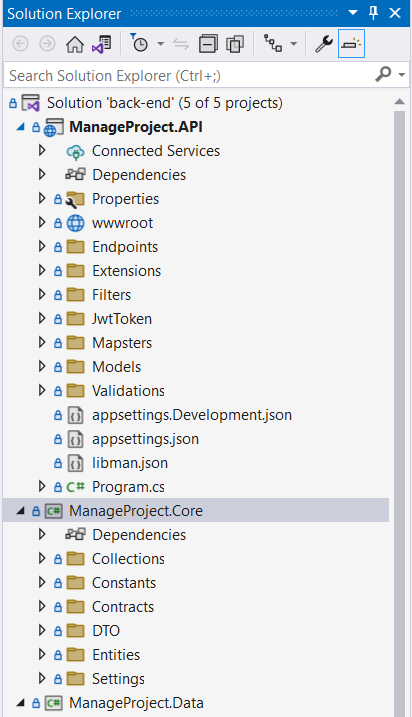 Solution Explorer
Search Solution Explorer (Ctrl+;)
Solution 'back-end' (5 of 5 projects)
ManageProject.API
Connected Services
Dependencies
Properties
wwwroot
Endpoints
Extensions
Filters
JwtToken
Mapsters
Models
Validations
appsettings.Development.json
appsettings.json
libman.json
C# Program.cs
C# ManageProject.Core
Dependencies
Collections
Constants
Contracts
DTO
Entities
Settings
C# ManageProject.Data